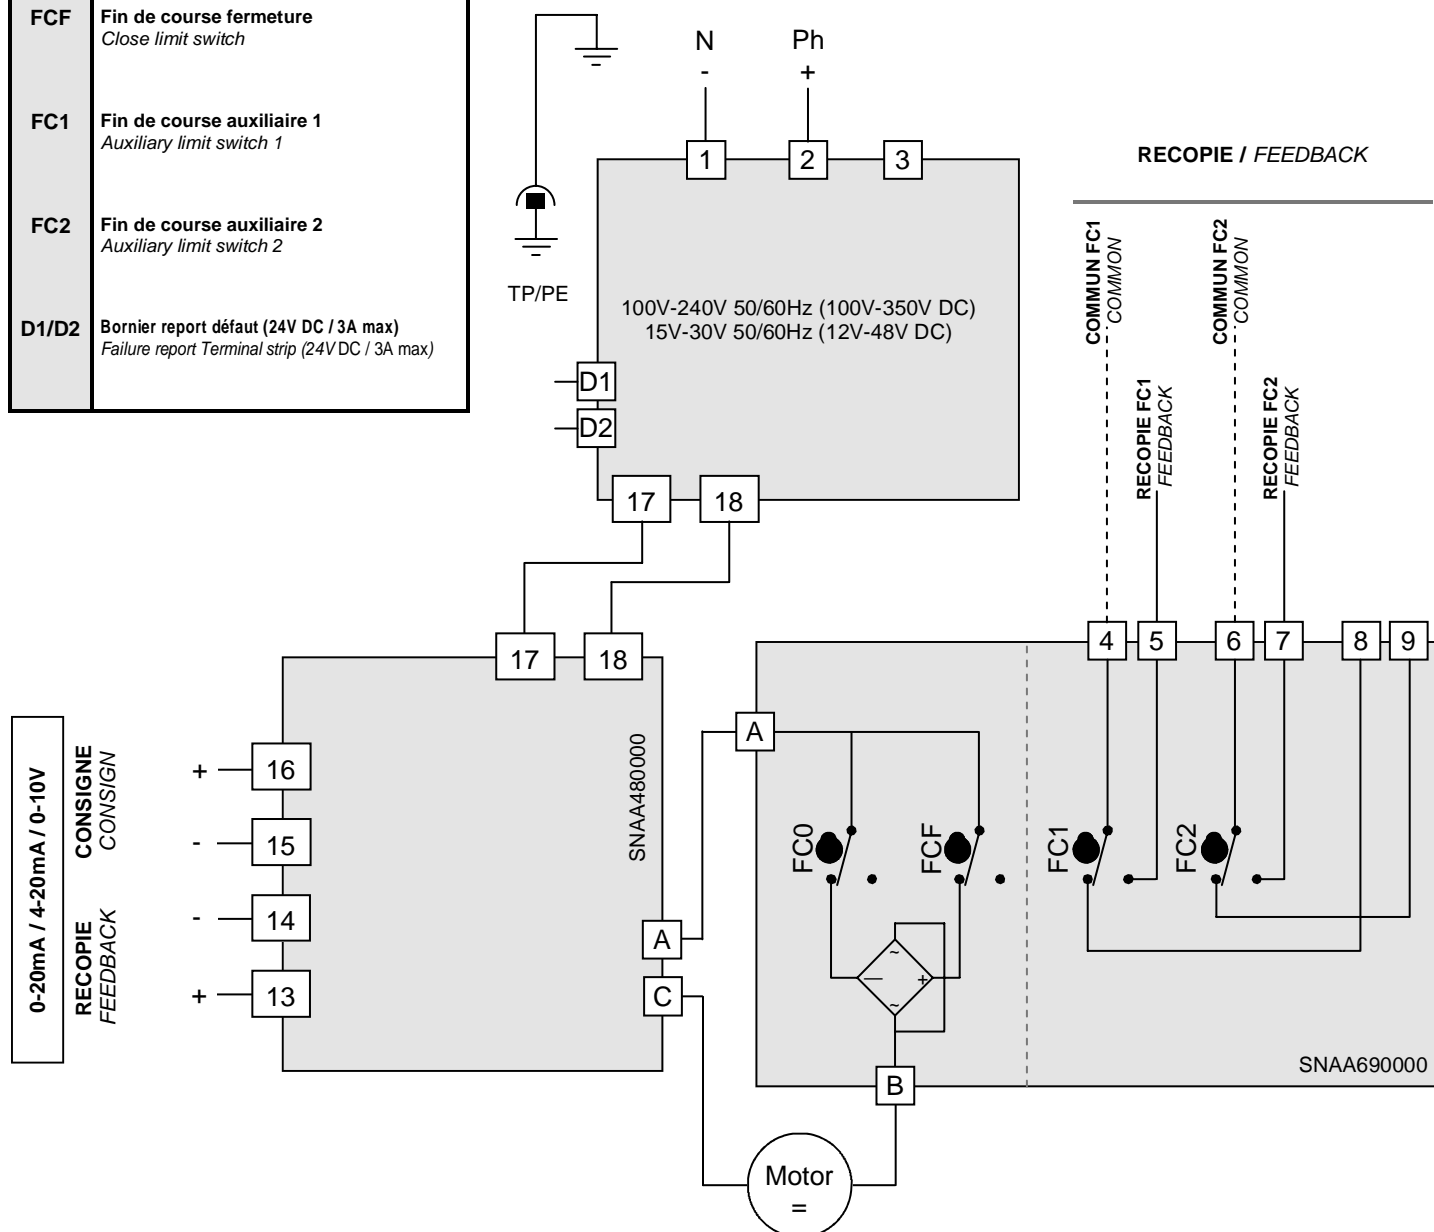 FCF
Fin de course fermeture
Close limit switch
FC1
Fin de course auxiliaire 1
Auxiliary limit switch 1
FC2
Fin de course auxiliaire 2
Auxiliary limit switch 2
D1/D2
Bornier report défaut (24V DC / 3A max)
Failure report Terminal strip (24V DC / 3A max)
TP/PE
N
-
Ph
+
1
2
3
100V-240V 50/60Hz (100V-350V DC)
15V-30V 50/60Hz (12V-48V DC)
D1
D2
17
18
RECOPIE / FEEDBACK
COMMUN FC1
COMMON
RECOPIE FC1
FEEDBACK
COMMUN FC2
COMMON
RECOPIE FC2
FEEDBACK
17
18
0-20mA / 4-20mA / 0-10V
CONSIGNE
CONSIGN
RECOPIE
FEEDBACK
+ 16
- 15
- 14
+ 13
SNAA480000
A
C
A
4
5
6
7
8
9
FC0
FCF
FC1
FC2
~
— +
~
SNAA690000
B
Motor
=